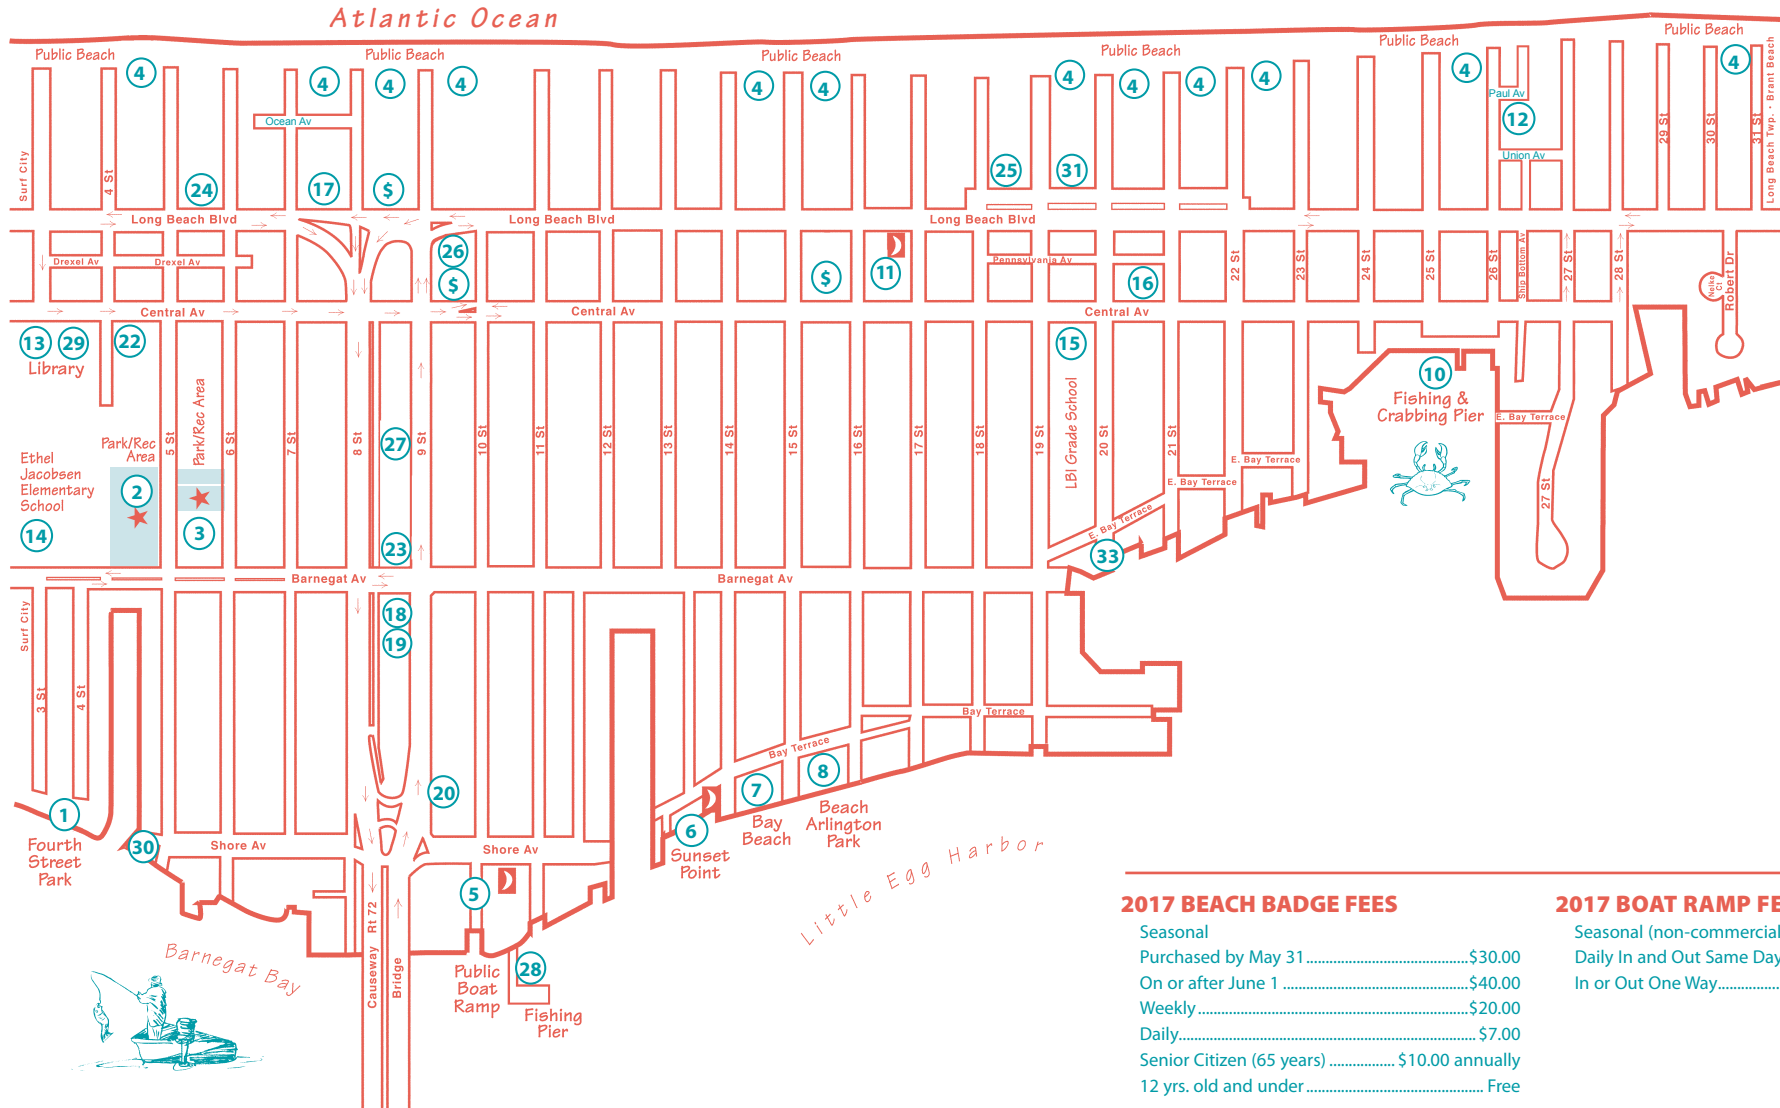 Atlantic Ocean
Public Beach
Public Beach
Public Beach
Public Beach
Public Beach
Public Beach
4
4
4
4
4
4
4
4
4
4
4
4
Ocean Av
Paul Av
12
Union Av
Surf City
4 St
24
17
$
25
31
29 St
30 St
31 St
Long Beach Twp. • Brant Beach
Long Beach Blvd
Long Beach Blvd
Long Beach Blvd
Drexel Av
Drexel Av
26
$
$
11
Pennsylvania Av
16
22 St
23 St
24 St
25 St
26 St
Ship Bottom Av
27 St
28 St
Robert Dr
Central Av
Central Av
Central Av
13
29
Library
22
15
10
Fishing &
Crabbing Pier
E. Bay Terrace
Park/Rec
Area
Park/Rec Area
5 St
6 St
7 St
8 St
27
9 St
10 St
11 St
12 St
13 St
14 St
15 St
16 St
17 St
18 St
19 St
LBI Grade School
20 St
21 St
E. Bay Terrace
E. Bay Terrace
E. Bay Terrace
27 St
Ethel
Jacobsen
Elementary
School
14
2
3
23
33
Barnegat Av
Barnegat Av
Surf City
3 St
4 St
18
19
Bay Terrace
Bay Terrace
20
1
Fourth
Street
Park
30
Shore Av
Shore Av
6
Sunset
Point
7
Bay
Beach
8
Beach
Arlington
Park
Little Egg Harbor
Barnegat Bay
Causeway Rt 72
Bridge
5
Public
Boat
Ramp
28
Fishing
Pier
2017 BEACH BADGE FEES
Seasonal
Purchased by May 31 $30.00
On or after June 1 $40.00
Weekly $20.00
Daily $7.00
Senior Citizen (65 years) $10.00 annually
12 yrs. old and under Free
2017 BOAT RAMP FE
Seasonal (non-commercial
Daily In and Out Same Day
In or Out One Way